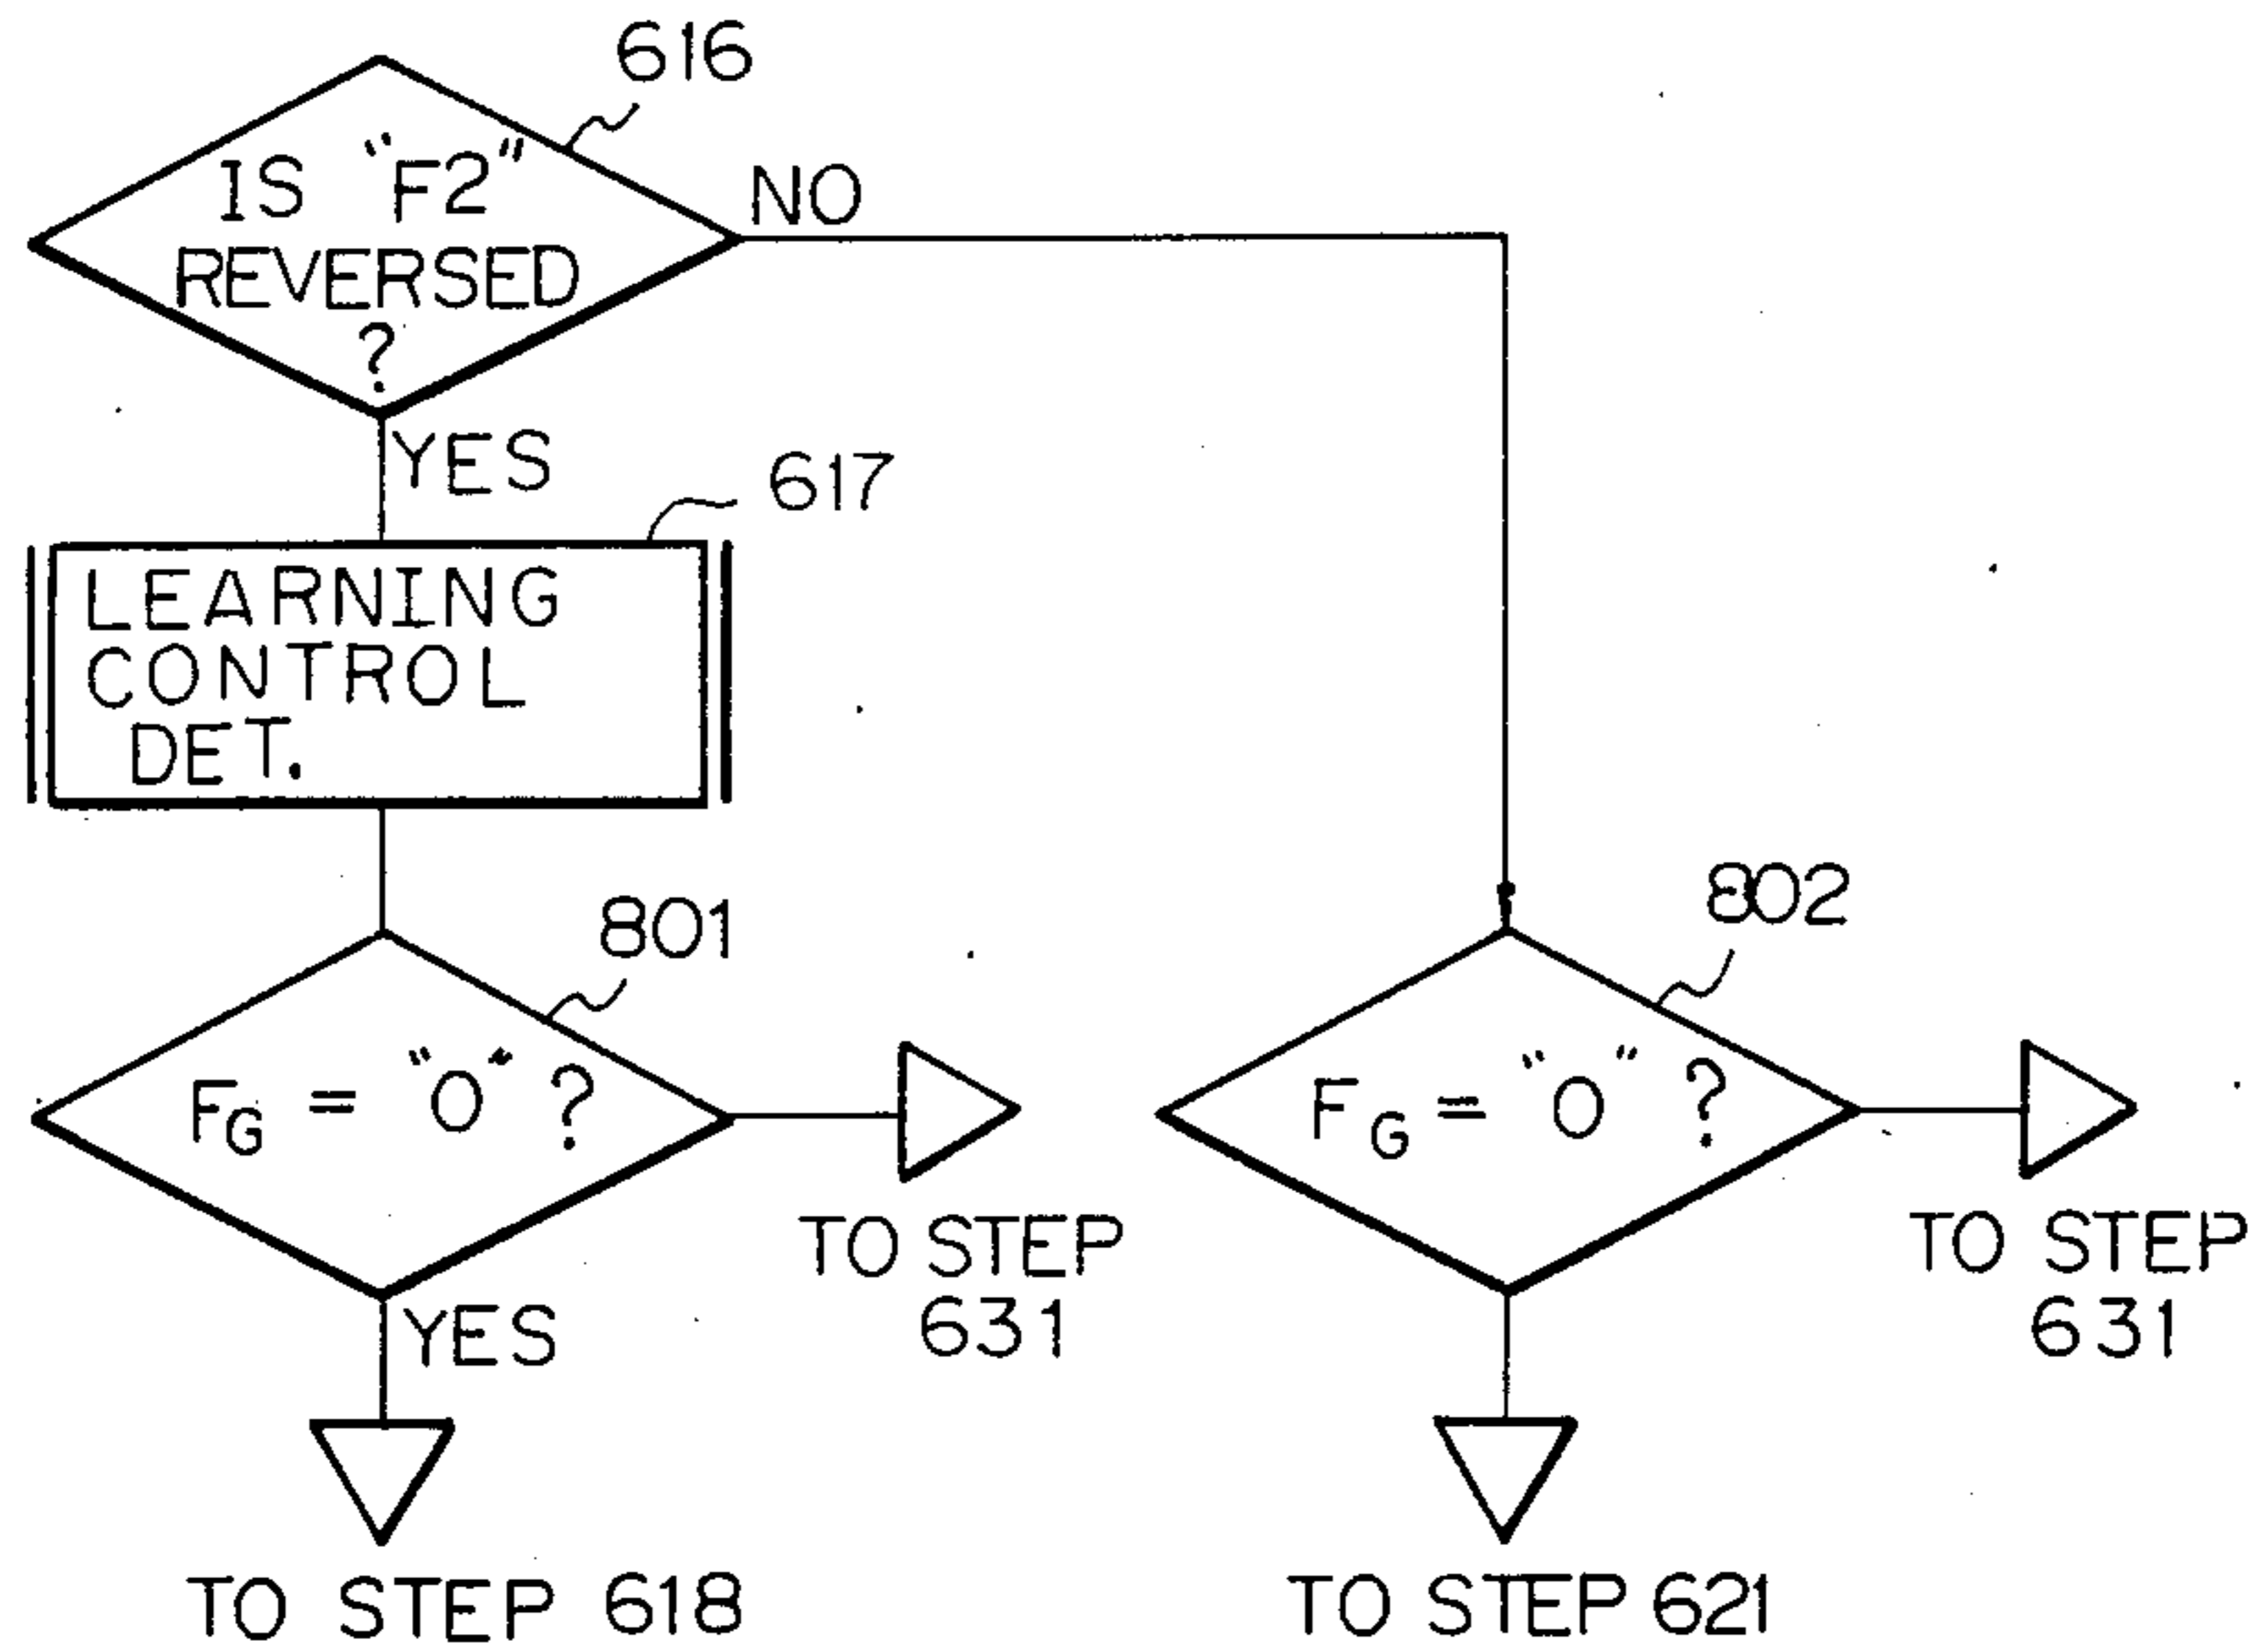 616
IS "F2"
REVERSED
?
NO
YES
617
LEARNING
CONTROL
DET.
801
FG = "0" ?
TO STEP
631
YES
TO STEP 618
802
FG = "0" ?
TO STEP
631
TO STEP 621